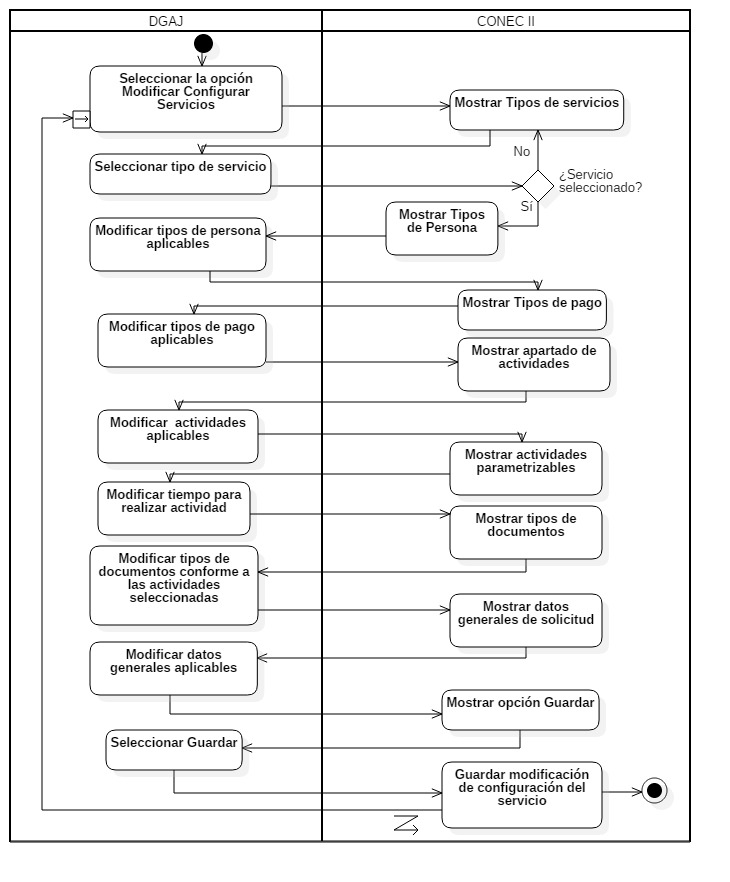 DGAJ
CONEC II
Seleccionar la opción
Modificar Configurar
Servicios
Mostrar Tipos de servicios
Seleccionar tipo de servicio
No
¿Servicio
seleccionado?
Sí
Mostrar Tipos
de Persona
Modificar tipos de persona
aplicables
Mostrar Tipos de pago
Modificar tipos de pago
aplicables
Mostrar apartado de
actividades
Modificar  actividades
aplicables
Mostrar actividades
parametrizables
Modificar tiempo para
realizar actividad
Mostrar tipos de
documentos
Modificar tipos de
documentos conforme a
las actividades
seleccionadas
Mostrar datos
generales de solicitud
Modificar datos
generales aplicables
Mostrar opción Guardar
Seleccionar Guardar
Guardar modificación
de configuración del
servicio